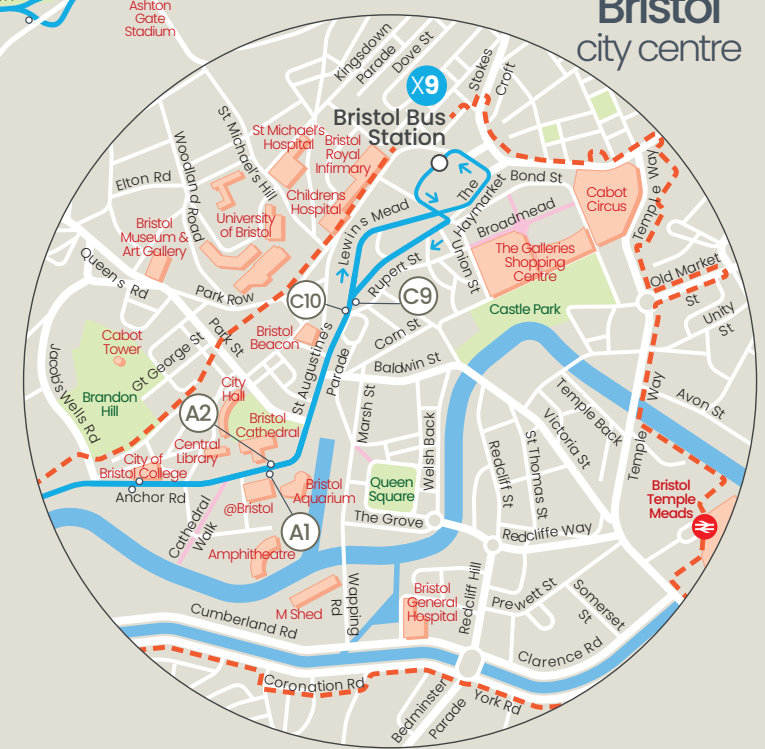 Bristol
city centre
Ashton
Gate
Stadium
Kingsdown
Parade
Dove St
Stokes
Croft
X9
Bristol Bus
Station
St Michael's
Hospital
Bristol
Royal
Infirmary
Childrens
Hospital
St Michael's Hill
Woodland Road
Elton Rd
University
of Bristol
Bristol
Museum &
Art Gallery
Queen's Rd
Park Row
Lewins Mead
The
Haymarket
Bond St
Broadmead
Union St
Cabot
Circus
Temple Way
The Galleries
Shopping
Centre
Old Market
St
Unity
St
Castle Park
Rupert St
C10
C9
Corn St
Baldwin St
Bristol
Beacon
St Augustine's
Parade
Park St
Gt George St
Cabot
Tower
Brandon
Hill
Jacob's Wells Rd
City
Hall
A2
Bristol
Cathedral
Central
Library
City of
Bristol College
Anchor Rd
Cathedral
Walk
@Bristol
Bristol
Aquarium
A1
Amphitheatre
Marsh St
Queen
Square
Welsh Back
The Grove
Redcliff St
St Thomas St
Victoria St
Temple Back
Temple
Way
Avon St
Bristol
Temple
Meads
Redcliffe Way
Redcliff Hill
Prewett St
Somerset
St
Clarence Rd
Bristol
General
Hospital
Wapping
Rd
M Shed
Cumberland Rd
Coronation Rd
Bedminster
Parade
York Rd